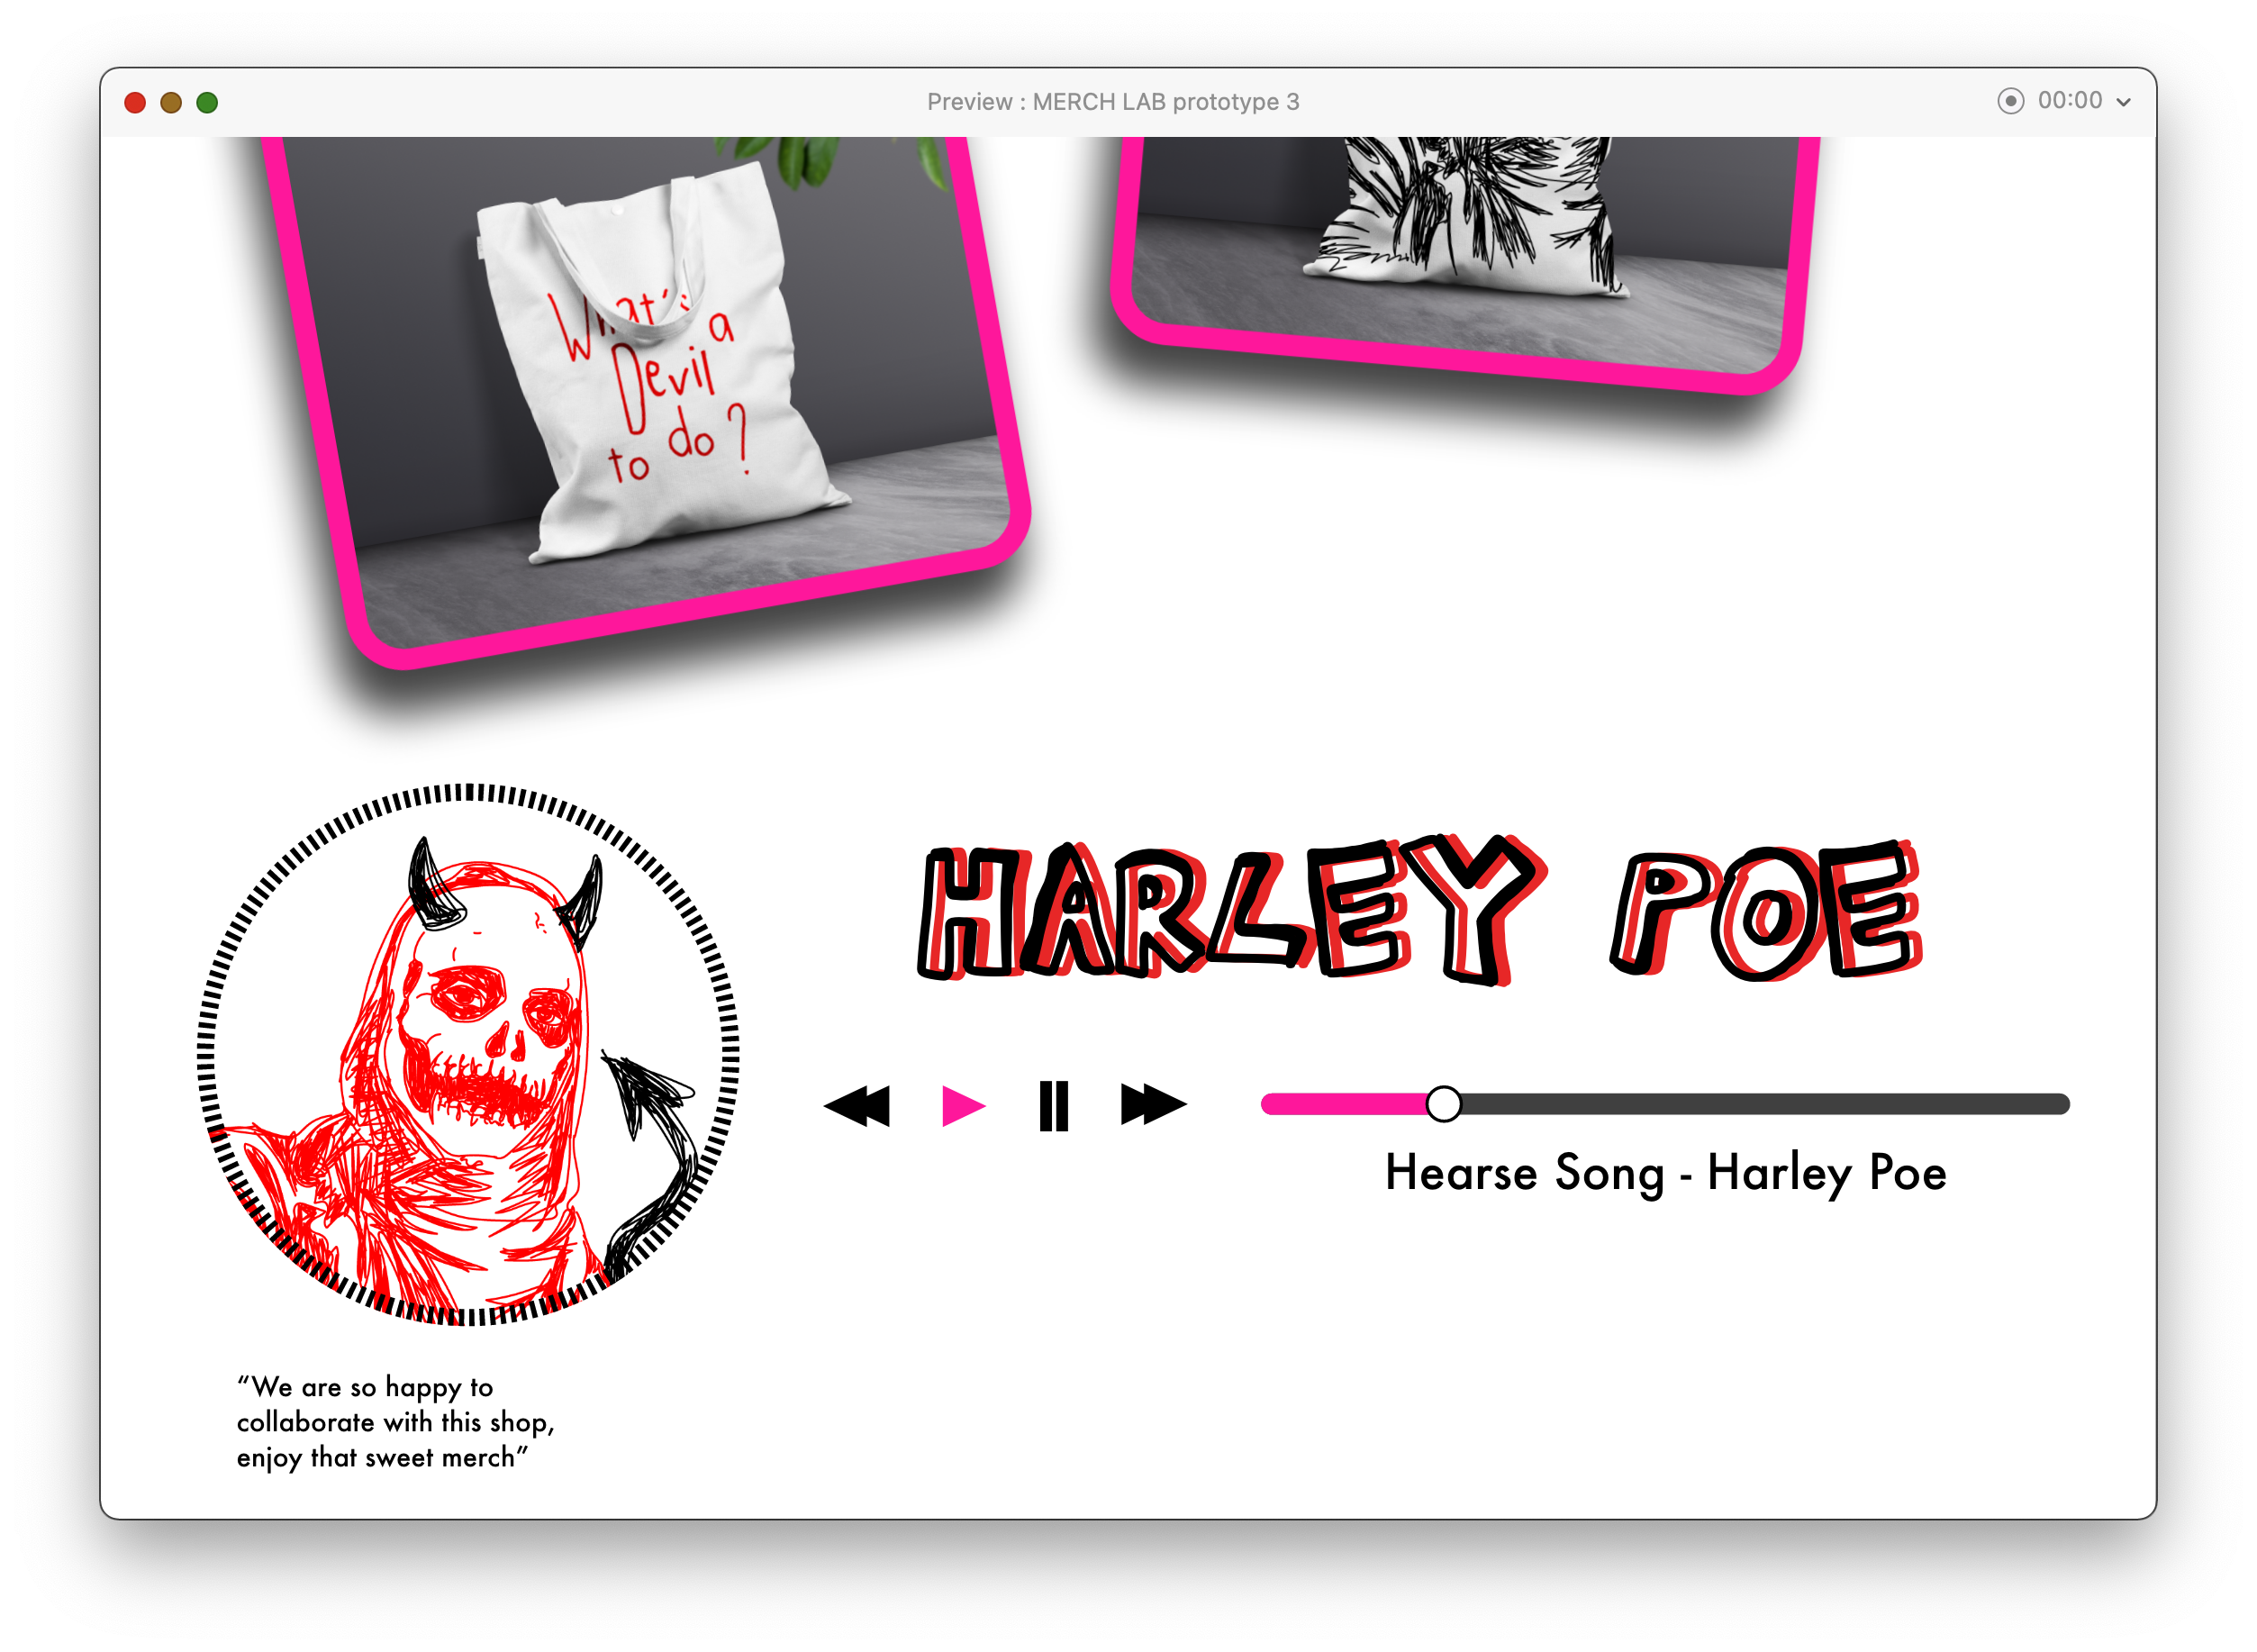 Preview : MERCH LAB prototype 3
00:00
What's a
Devil
to do?
HARLEY POE
Hearse Song - Harley Poe
“We are so happy to
collaborate with this shop,
enjoy that sweet merch”